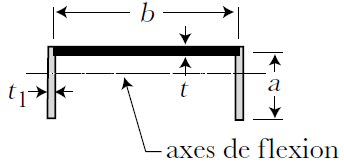 b
t₁
t
a
axes de flexion